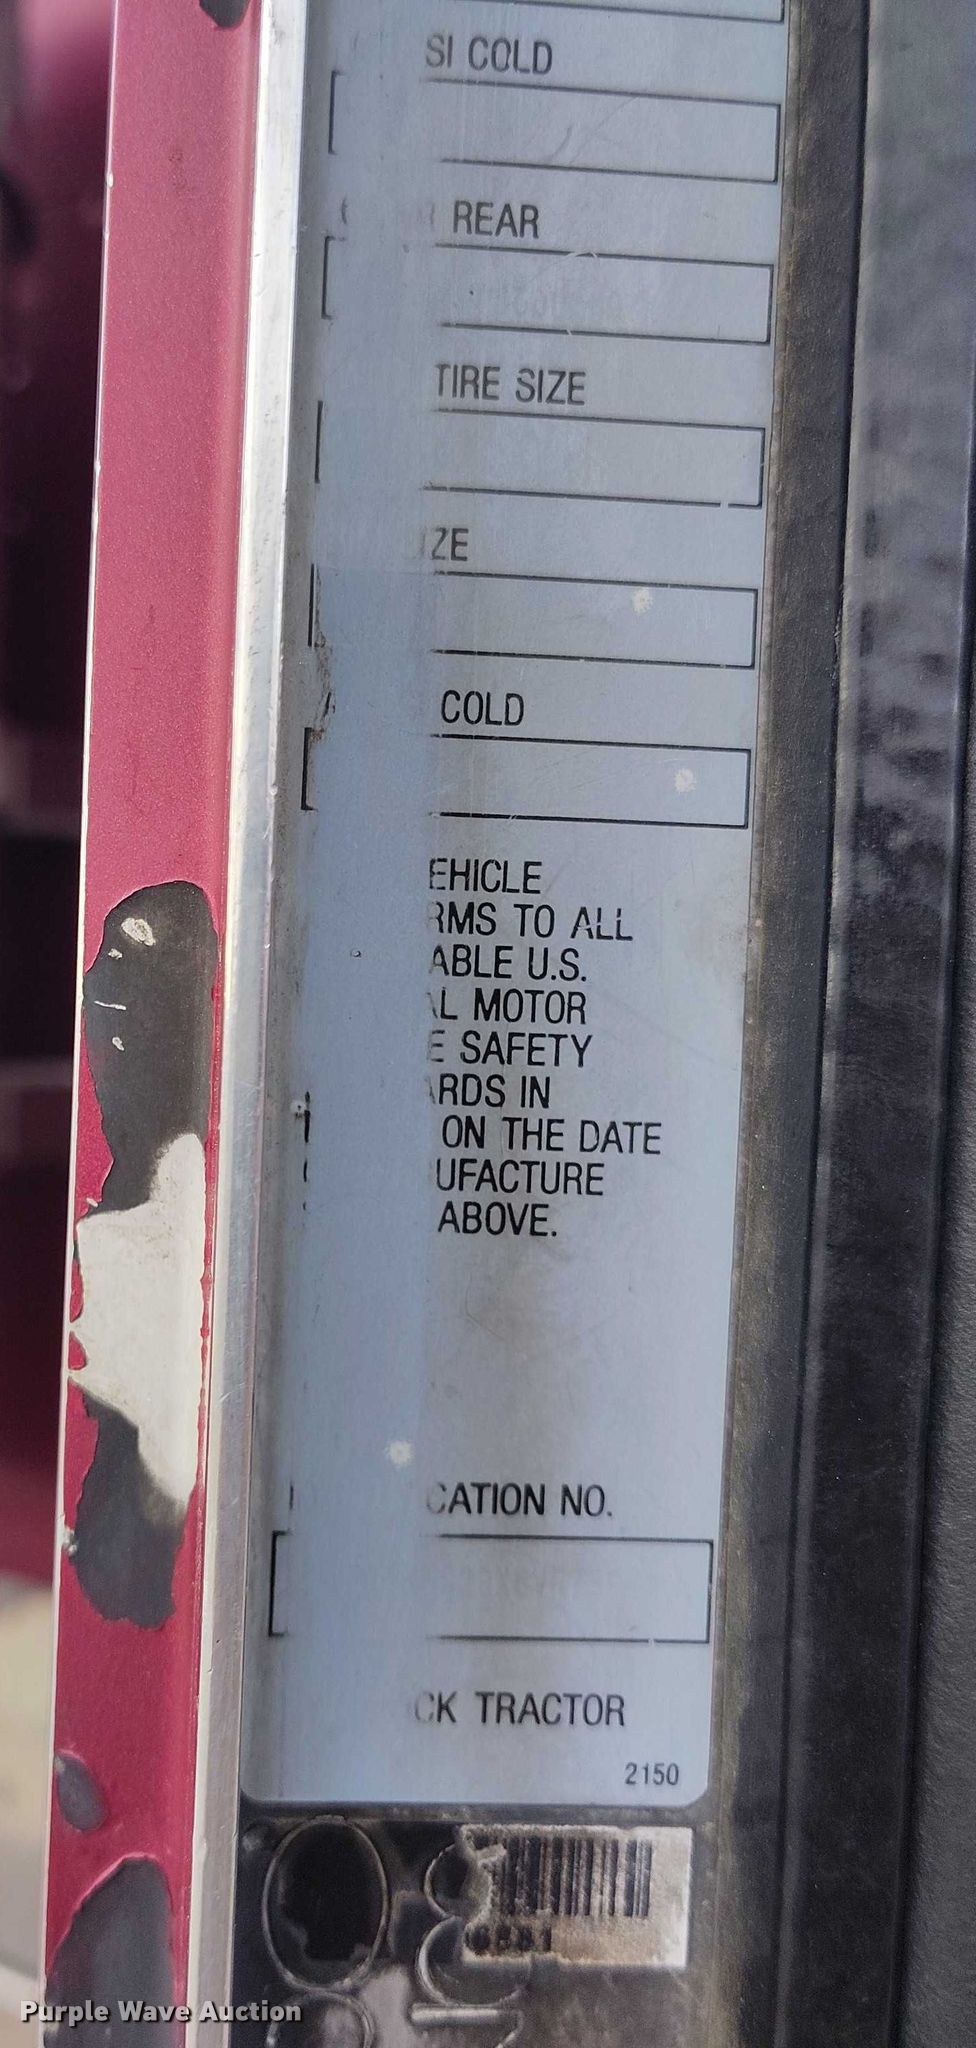 SI COLD
REAR
TIRE SIZE
IZE
COLD
EHICLE
RMS TO ALL
ABLE U.S.
AL MOTOR
E SAFETY
ARDS IN
ON THE DATE
UFACTURE
ABOVE.
CATION NO.
CK TRACTOR
2150
Purple Wave Auction